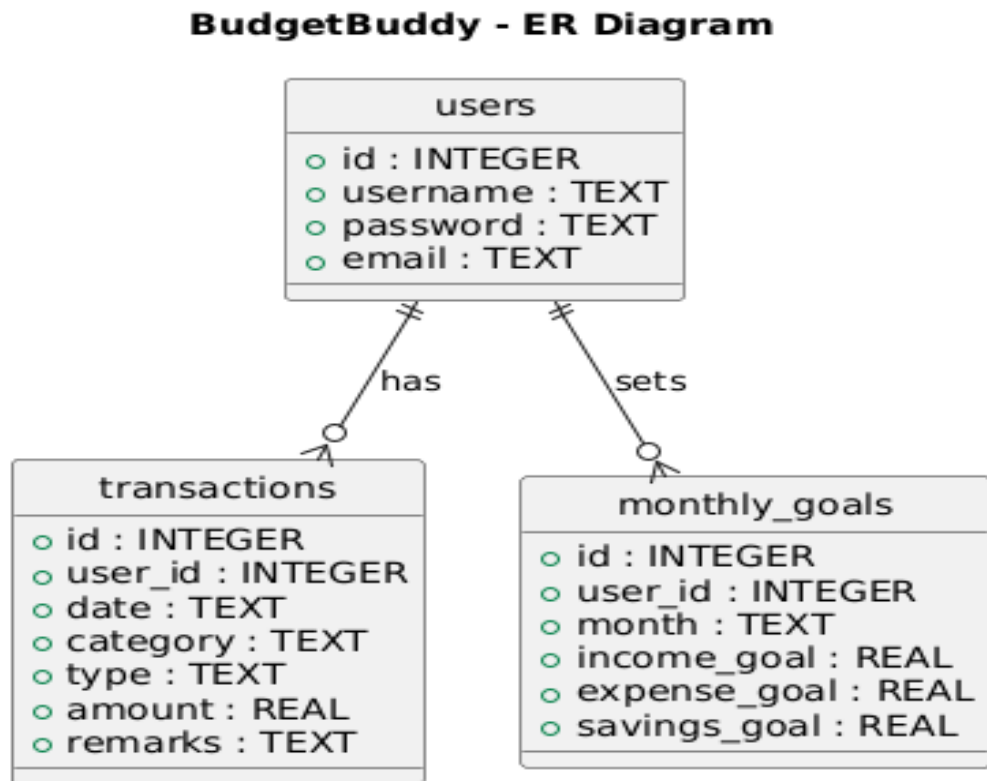 BudgetBuddy - ER Diagram
users
id : INTEGER
username : TEXT
password : TEXT
email : TEXT
has
sets
transactions
id : INTEGER
user_id : INTEGER
date : TEXT
category : TEXT
type : TEXT
amount : REAL
remarks : TEXT
monthly_goals
id : INTEGER
user_id : INTEGER
month : TEXT
income_goal : REAL
expense_goal : REAL
savings_goal : REAL